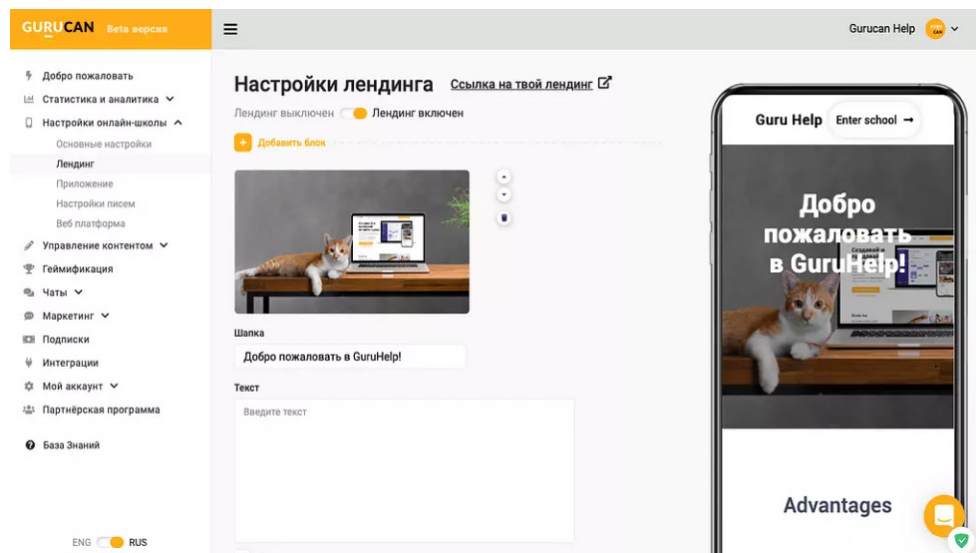 GURUCAN Beta версия
Gurucan Help
Добро пожаловать
Статистика и аналитика
Настройки онлайн-школы
Основные настройки
Лендинг
Приложение
Настройки писем
Веб платформа
Управление контентом
Геймификация
Чаты
Маркетинг
Подписки
Интеграции
Мой аккаунт
Партнёрская программа
База Знаний
ENG RUS
Настройки лендинга Ссылка на твой лендинг
Лендинг выключен Лендинг включен
+ Добавить блок
Шапка
Добро пожаловать в GuruHelp!
Текст
Введите текст
Guru Help Enter school →
Добро
пожаловать
в GuruHelp!
Advantages